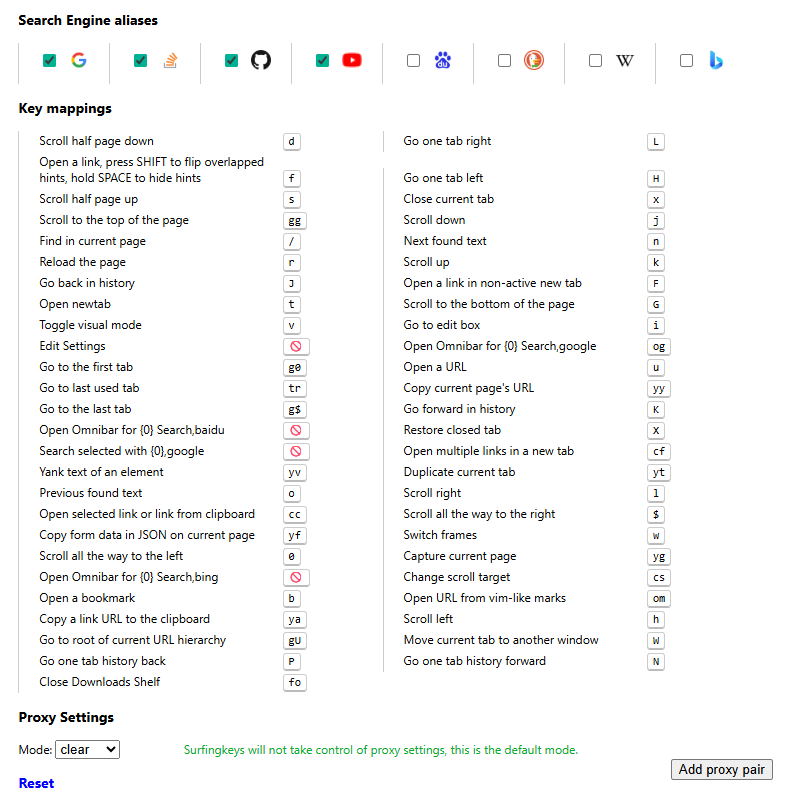 Search Engine aliases
du
W
Key mappings
Scroll half page down d Go one tab right L
Open a link, press SHIFT to flip overlapped
hints, hold SPACE to hide hints f Go one tab left H
Scroll half page up s Close current tab x
Scroll to the top of the page gg Scroll down j
Find in current page / Next found text n
Reload the page r Scroll up k
Go back in history J Open a link in non-active new tab F
Open newtab t Scroll to the bottom of the page G
Toggle visual mode v Go to edit box i
Edit Settings Open Omnibar for {0} Search,google og
Go to the first tab g0 Open a URL u
Go to last used tab tr Copy current page's URL yy
Go to the last tab g$ Go forward in history K
Open Omnibar for {0} Search,baidu Restore closed tab X
Search selected with {0},google Open multiple links in a new tab cf
Yank text of an element yv Duplicate current tab yt
Previous found text o Scroll right l
Open selected link or link from clipboard cc Scroll all the way to the right $
Copy form data in JSON on current page yf Switch frames w
Scroll all the way to the left 0 Capture current page yg
Open Omnibar for {0} Search,bing Change scroll target cs
Open a bookmark b Open URL from vim-like marks om
Copy a link URL to the clipboard ya Scroll left h
Go to root of current URL hierarchy gU Move current tab to another window W
Go one tab history back P Go one tab history forward N
Close Downloads Shelf fo
Proxy Settings
Mode: clear Surfingkeys will not take control of proxy settings, this is the default mode.
Add proxy pair
Reset